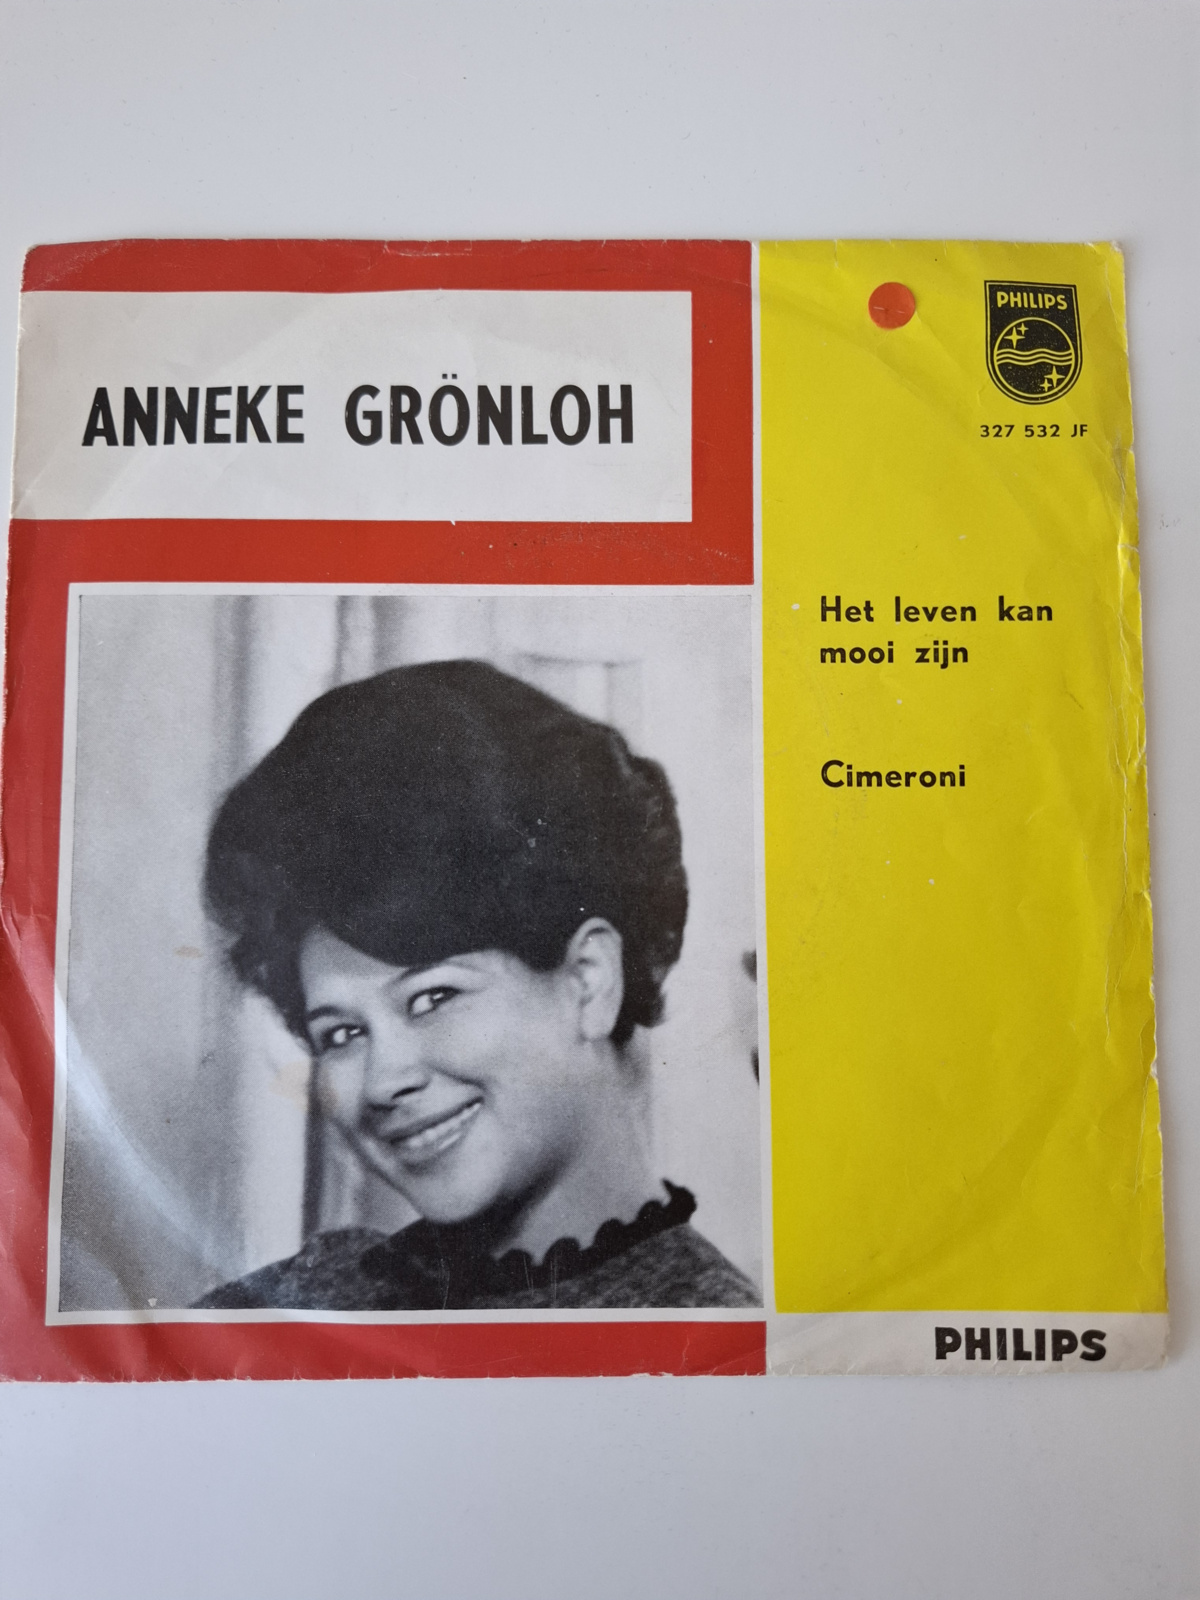 ANNEKE GRÖNLOH
PHILIPS
327 532 JF
Het leven kan
mooi zijn
Cimeroni
PHILIPS